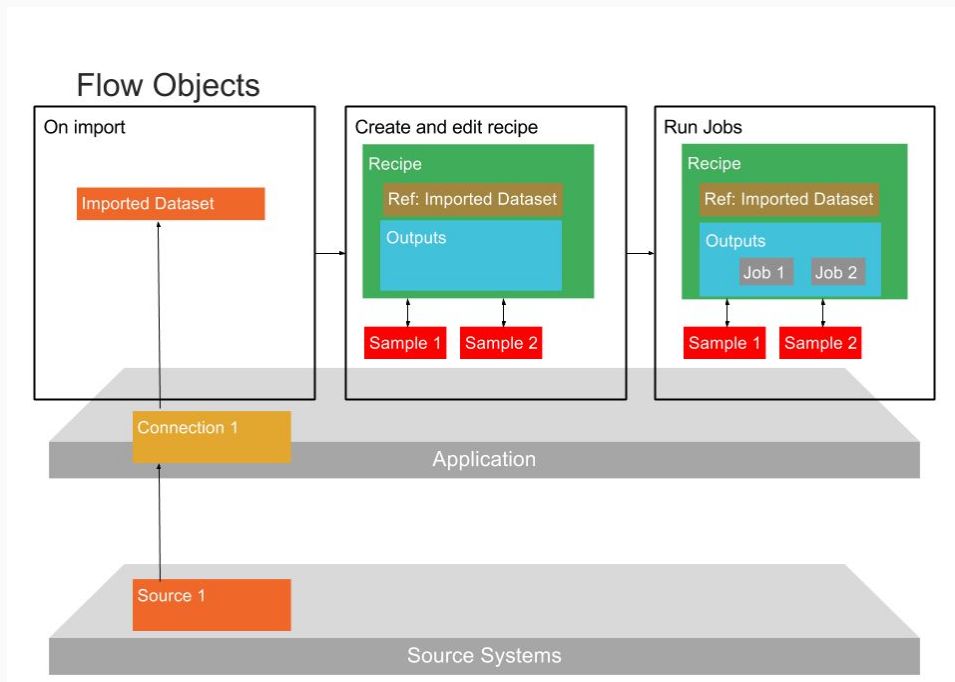 Flow Objects
On import
Imported Dataset
Create and edit recipe
Recipe
Ref: Imported Dataset
Outputs
Sample 1
Sample 2
Run Jobs
Recipe
Ref: Imported Dataset
Outputs
Job 1
Job 2
Sample 1
Sample 2
Connection 1
Application
Source 1
Source Systems